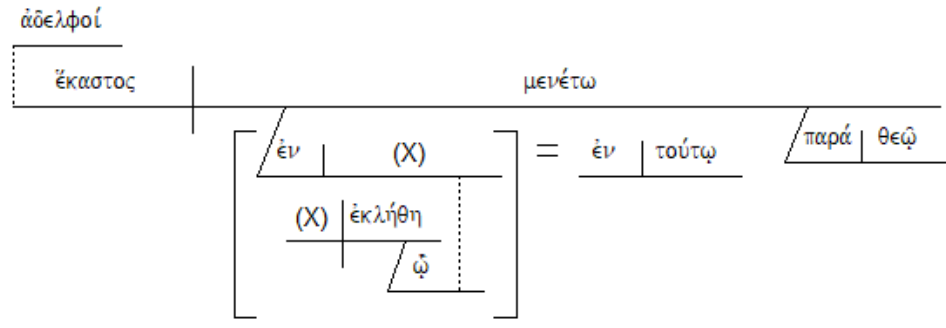 ἀδελφοί
ἕκαστος μενέτω
ἐν (X) = ἐν τούτῳ παρά θεῷ
(X) ἐκλήθη
ᾧ